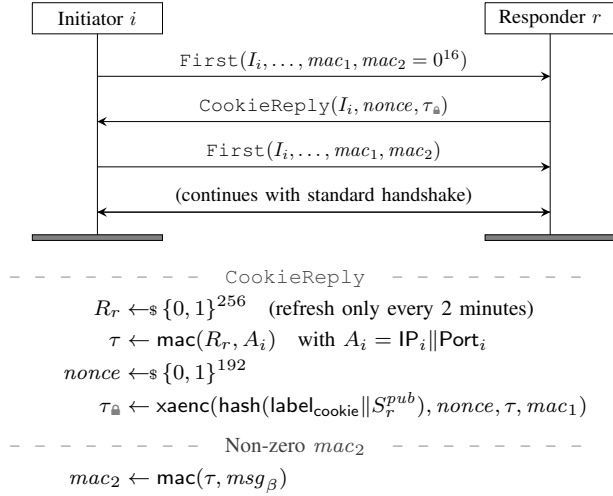 Initiator i Responder r
First(I_i,…, mac_1, mac_2 = 0^16)
CookieReply(I_i, nonce, τ_🔒)
First(I_i,…, mac_1, mac_2)
(continues with standard handshake)
CookieReply
R_r ←$ {0, 1}^256 (refresh only every 2 minutes)
τ ← mac(R_r, A_i) with A_i = IP_i‖Port_i
nonce ←$ {0, 1}^192
τ_🔒 ← xaenc(hash(label_cookie‖S_r^pub), nonce, τ, mac_1)
Non-zero mac_2
mac_2 ← mac(τ, msg_β)